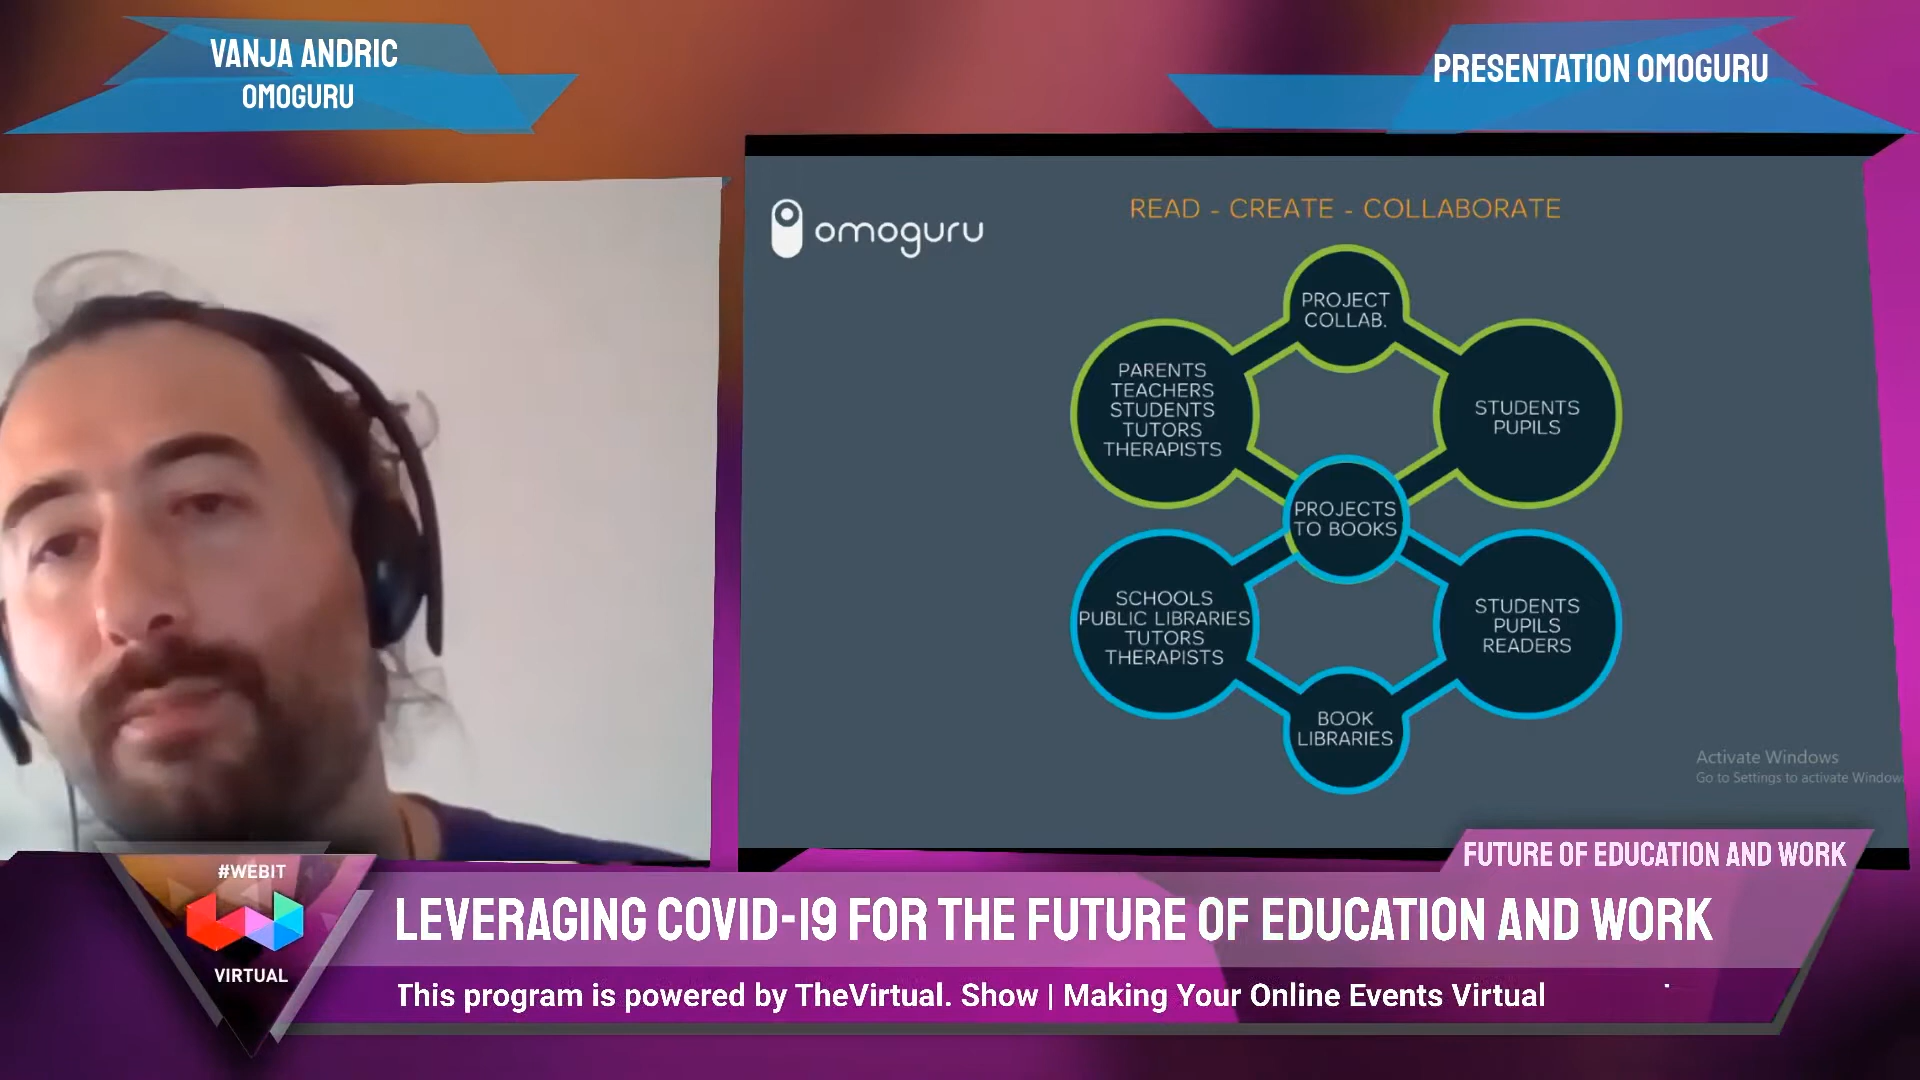 VANJA ANDRIC
OMOGURU
PRESENTATION OMOGURU
omoguru
READ - CREATE - COLLABORATE
PROJECT
COLLAB.
PARENTS
TEACHERS
STUDENTS
TUTORS
THERAPISTS
STUDENTS
PUPILS
PROJECTS
TO BOOKS
SCHOOLS
PUBLIC LIBRARIES
TUTORS
THERAPISTS
STUDENTS
PUPILS
READERS
BOOK
LIBRARIES
Activate Windows
Go to Settings to activate Window
FUTURE OF EDUCATION AND WORK
#WEBIT
VIRTUAL
LEVERAGING COVID-19 FOR THE FUTURE OF EDUCATION AND WORK
This program is powered by TheVirtual. Show | Making Your Online Events Virtual